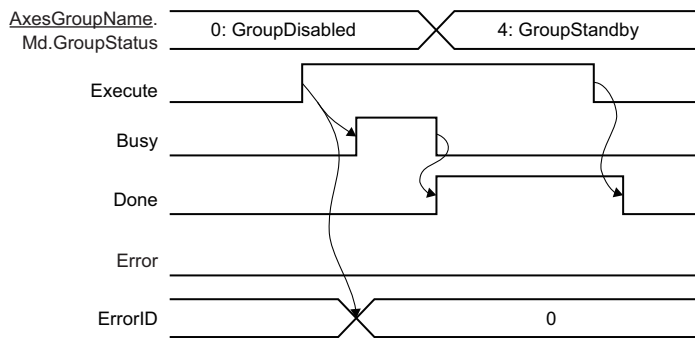 AxesGroupName.
Md.GroupStatus
0: GroupDisabled
4: GroupStandby
Execute
Busy
Done
Error
ErrorID
0